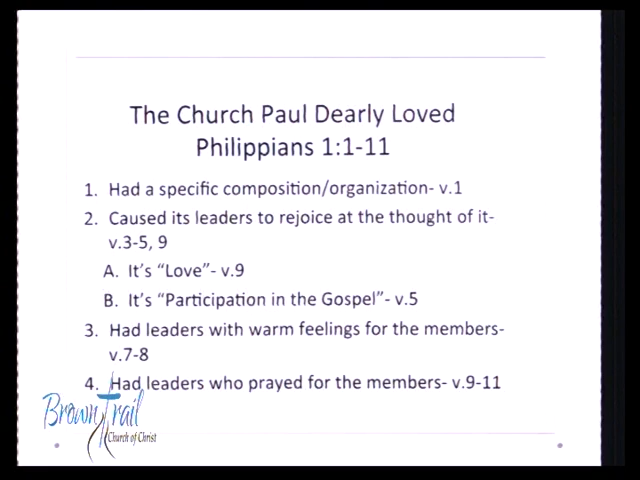 The Church Paul Dearly Loved
Philippians 1:1-11
1. Had a specific composition/organization- v.1
2. Caused its leaders to rejoice at the thought of it-
v.3-5, 9
A. It's "Love"- v.9
B. It's "Participation in the Gospel"- v.5
3. Had leaders with warm feelings for the members-
v.7-8
4. Had leaders who prayed for the members- v.9-11
Brown Trail
Church of Christ